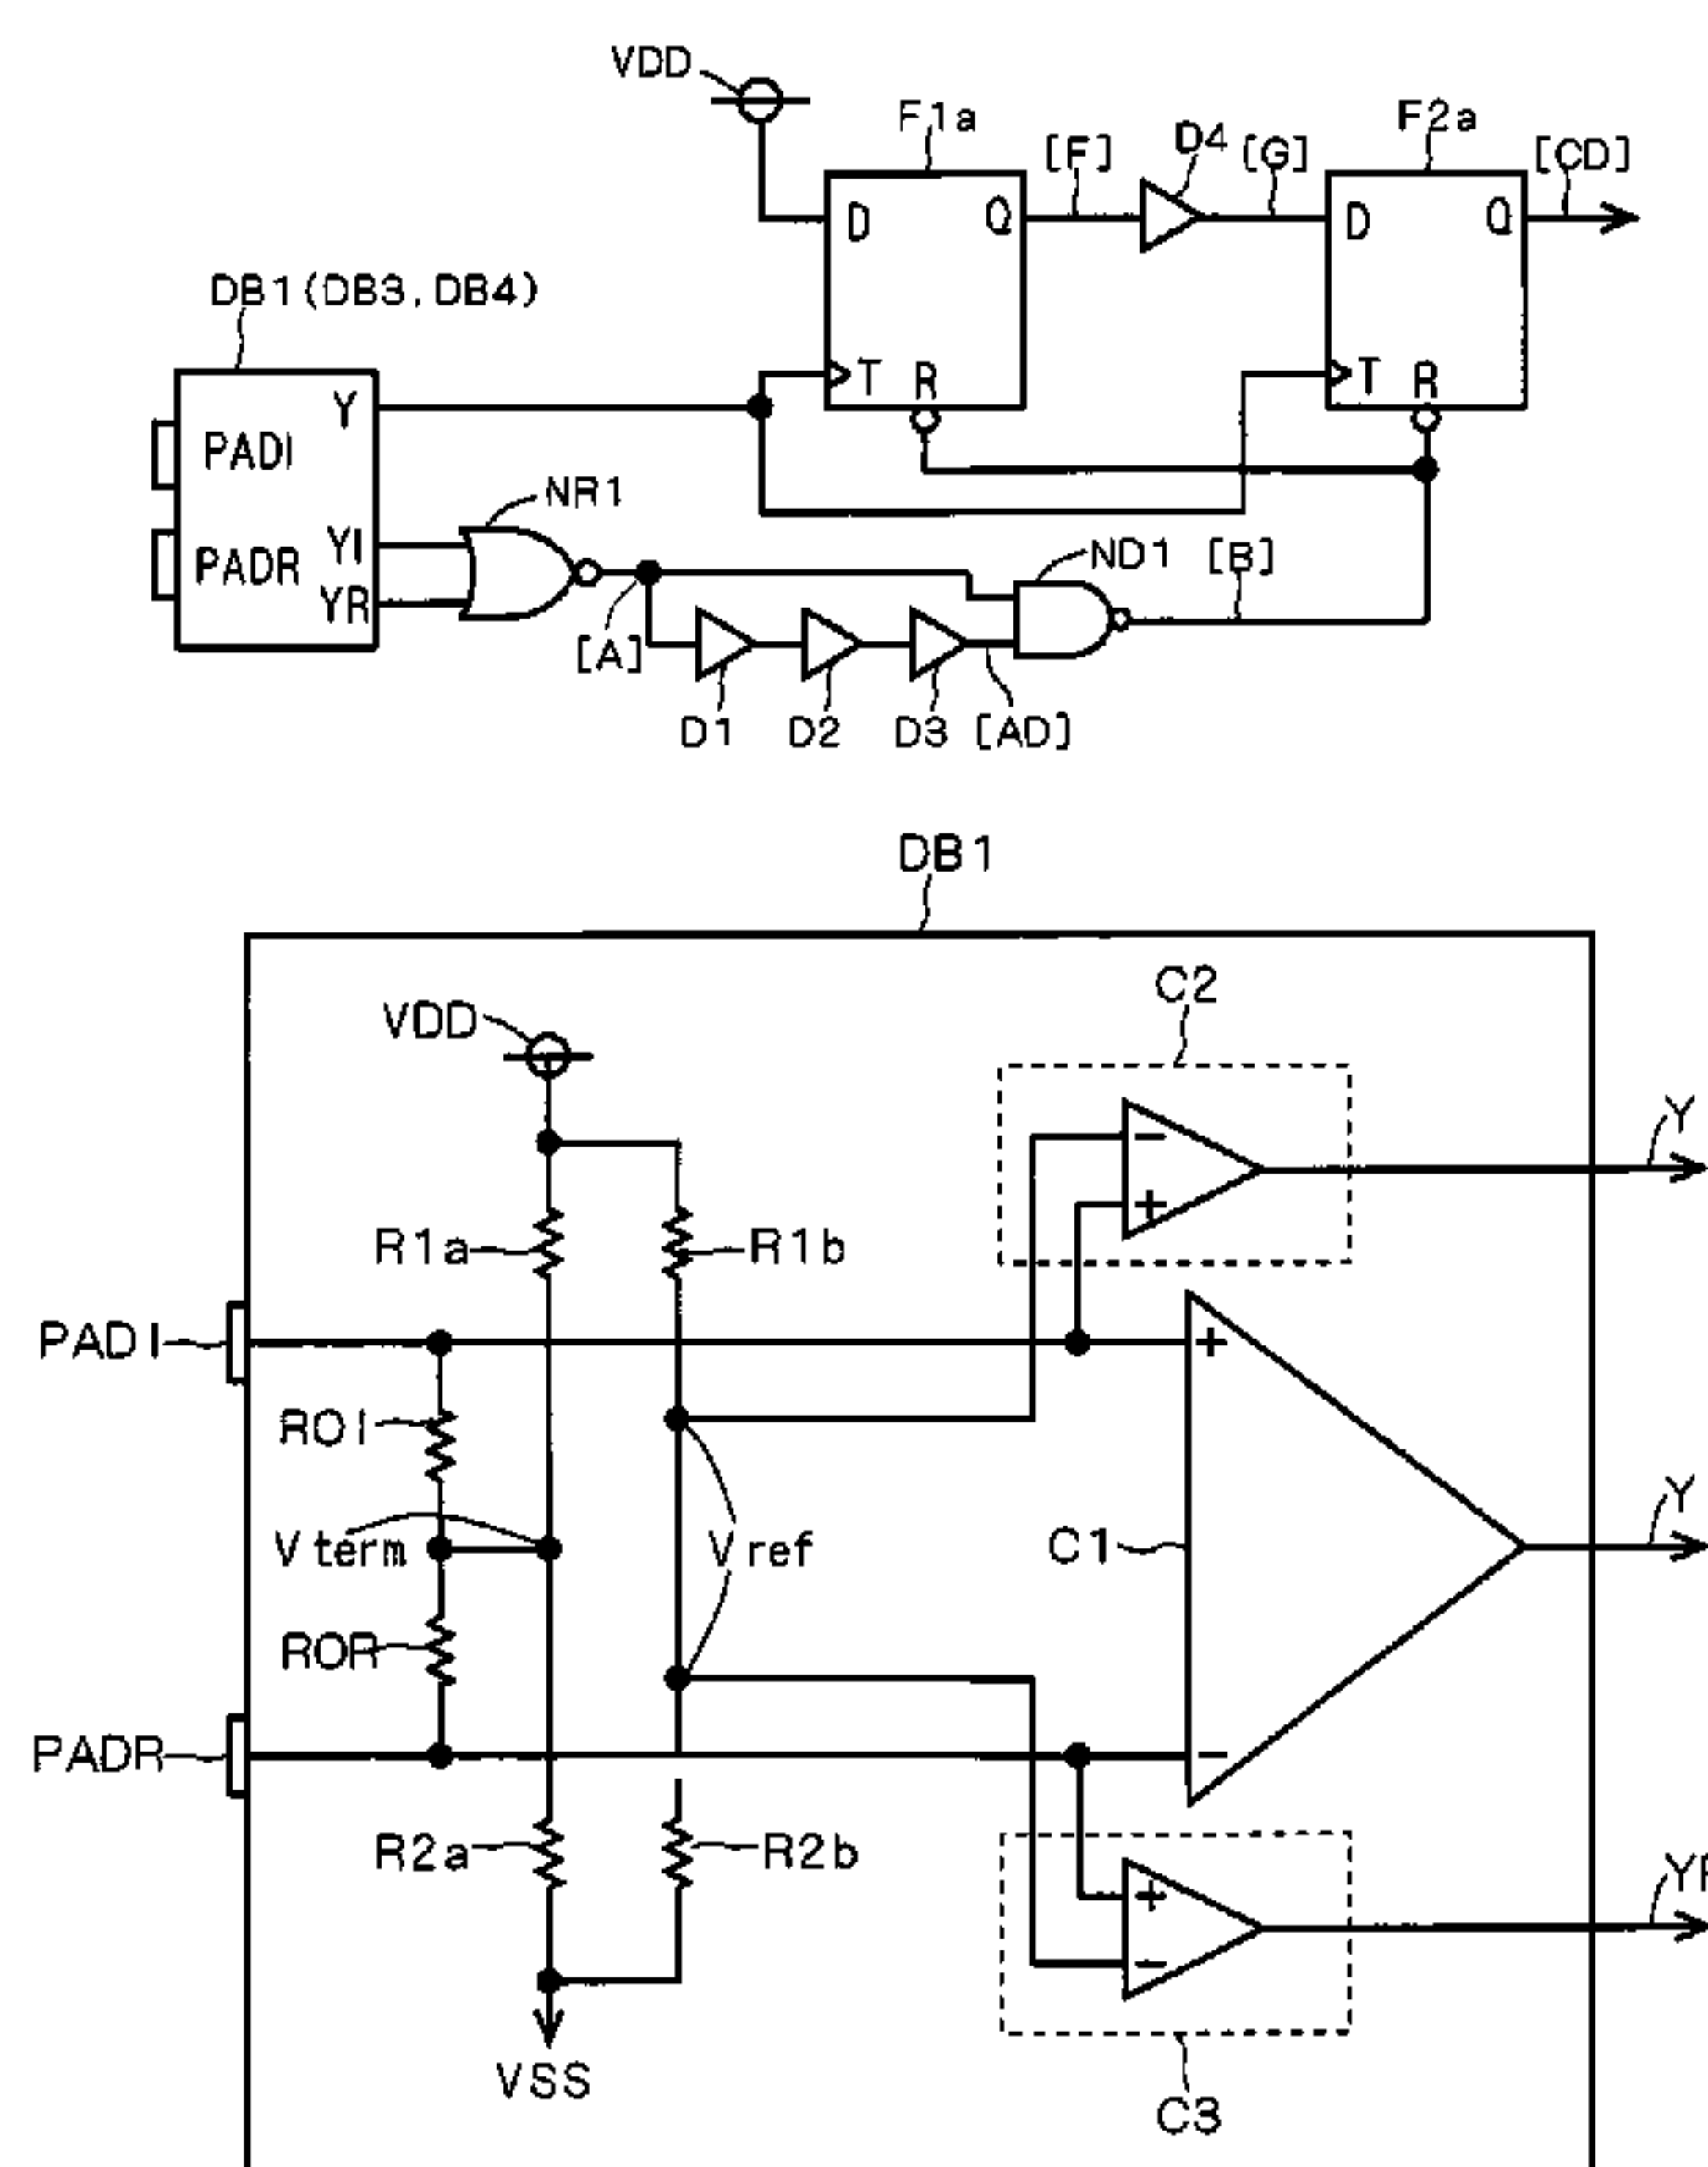 VDD
F1a
[F]
D4
[G]
F2a
[CD]
D
Q
D
Q
DB1(DB3, DB4)
T
R
T
R
Y
PADI
NR1
YI
PADR
YR
ND1
[B]
[A]
D1
D2
D3
[AD]
DB1
C2
VDD
Y
−
+
R1a
R1b
PADI
+
ROI
Vterm
Vref
C1
Y
ROR
PADR
−
R2a
R2b
+
−
VSS
C3